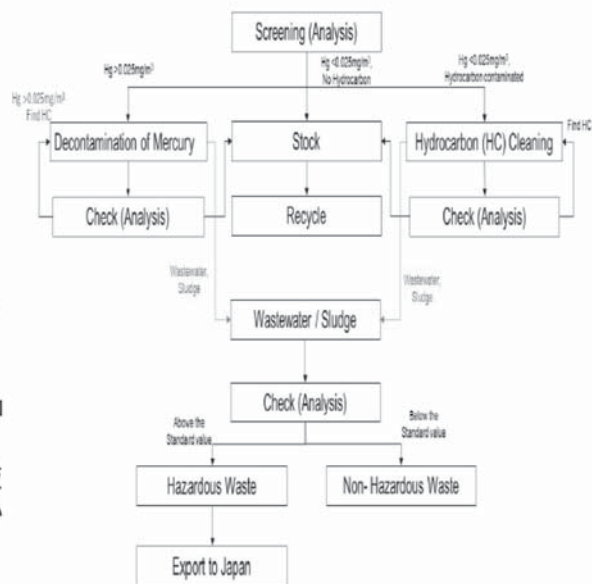 Screening (Analysis)
Hg >0.025mg/m³
Hg <0.025mg/m³,
No Hydrocarbon
Hg <0.025mg/m³,
Hydrocarbon contaminated
Hg >0.025mg/m³
Find HC
Find HC
Decontamination of Mercury
Stock
Hydrocarbon (HC) Cleaning
Check (Analysis)
Recycle
Check (Analysis)
Wastewater,
Sludge
Wastewater,
Sludge
Wastewater / Sludge
Check (Analysis)
Above the
Standard value
Below the
Standard value
Hazardous Waste
Non- Hazardous Waste
Export to Japan